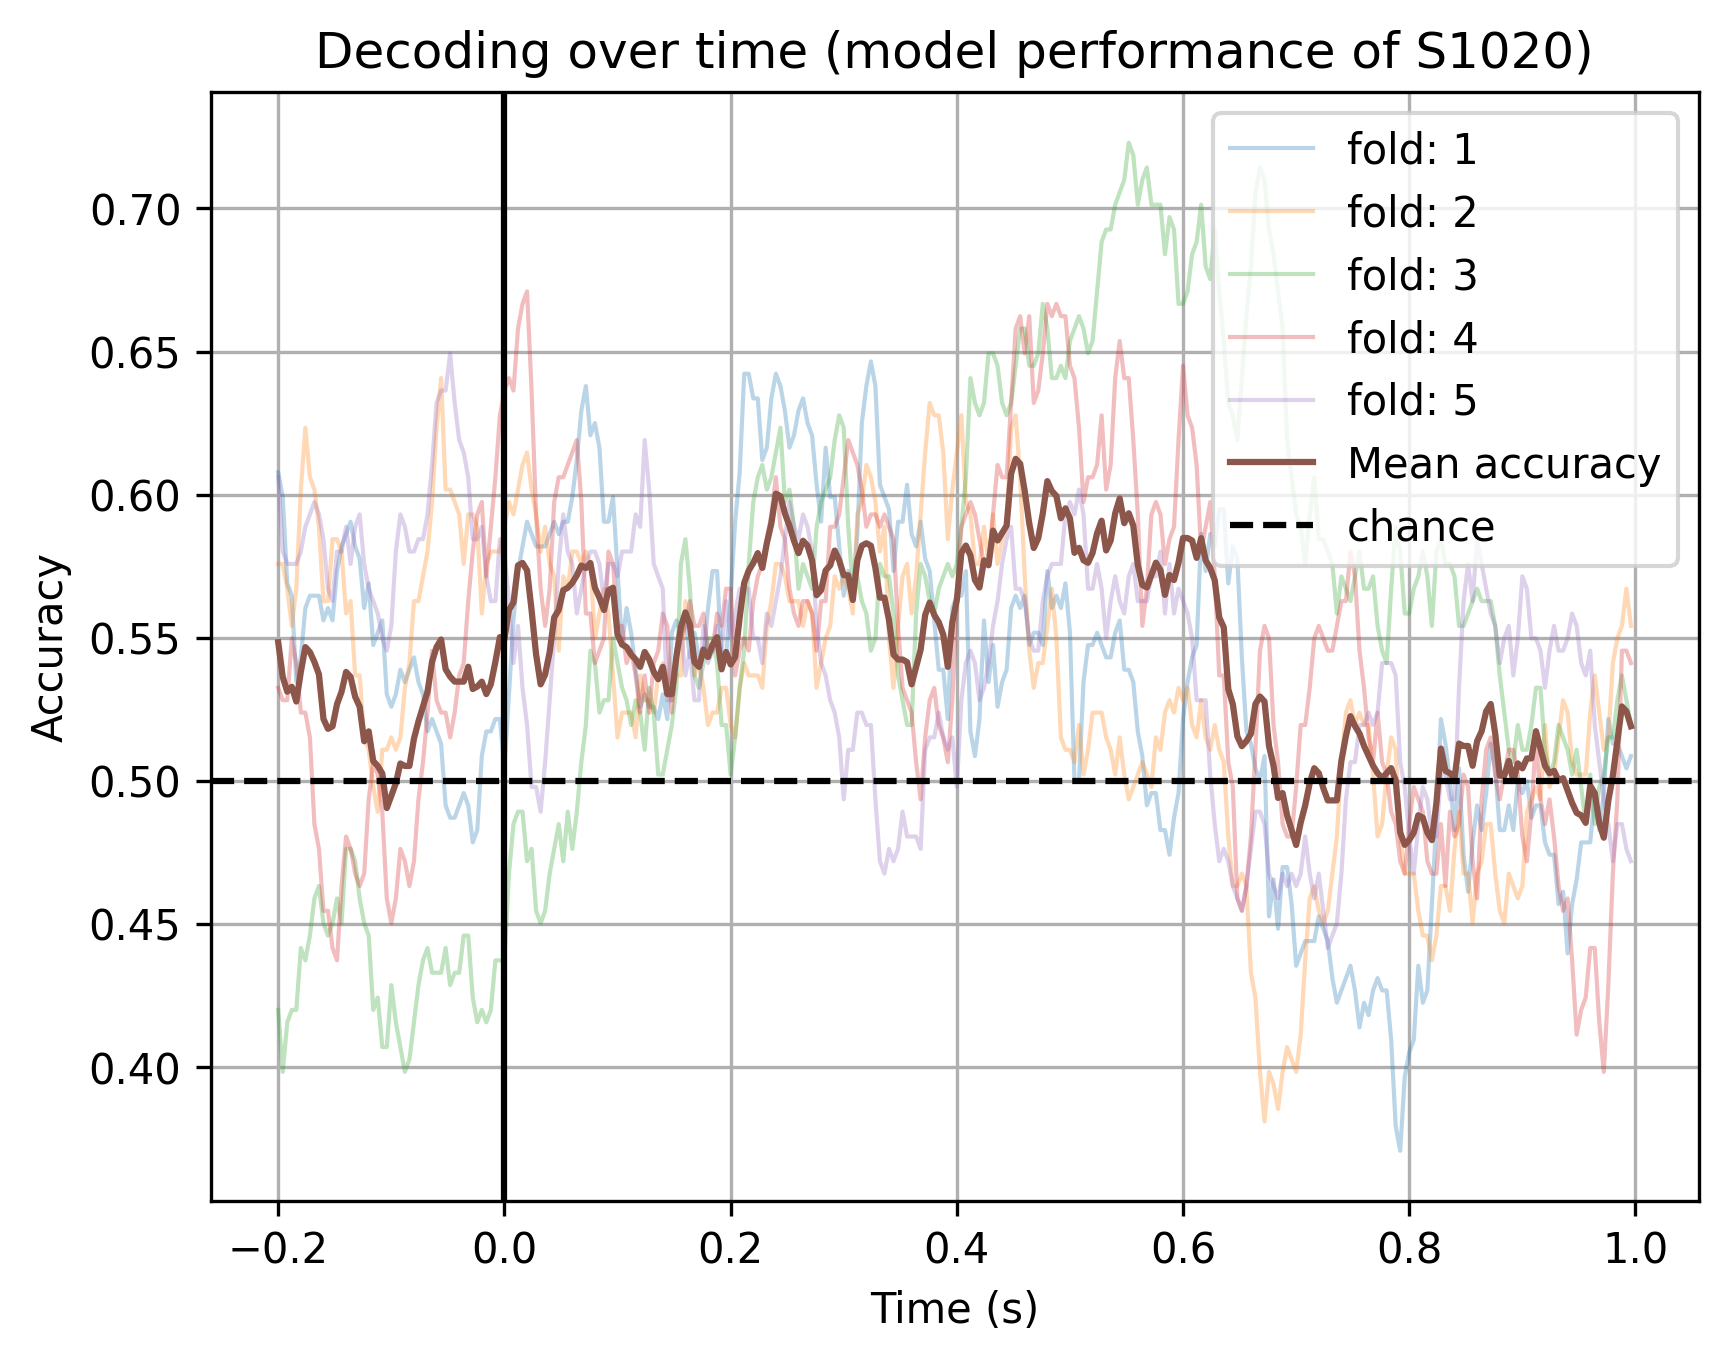 Decoding over time (model performance of S1020)
fold: 1
fold: 2
fold: 3
fold: 4
fold: 5
Mean accuracy
chance
Accuracy
0.70
0.65
0.60
0.55
0.50
0.45
0.40
−0.2 0.0 0.2 0.4 0.6 0.8 1.0
Time (s)